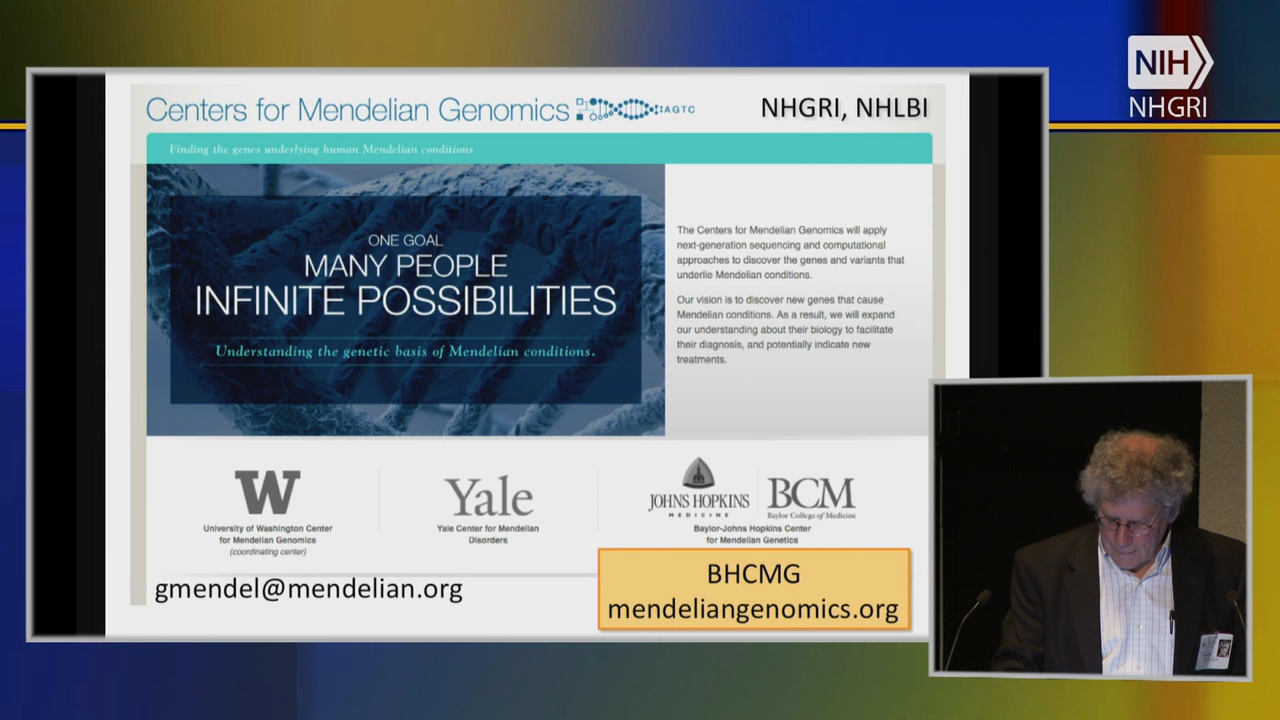 NIH
NHGRI
Centers for Mendelian Genomics
AGTC
NHGRI, NHLBI
Finding the genes underlying human Mendelian conditions
ONE GOAL
MANY PEOPLE
INFINITE POSSIBILITIES
Understanding the genetic basis of Mendelian conditions.
The Centers for Mendelian Genomics will apply
next-generation sequencing and computational
approaches to discover the genes and variants that
underlie Mendelian conditions.
Our vision is to discover new genes that cause
Mendelian conditions. As a result, we will expand
our understanding about their biology to facilitate
their diagnosis, and potentially indicate new
treatments.
W
University of Washington Center
for Mendelian Genomics
(coordinating center)
Yale
Yale Center for Mendelian
Disorders
JOHNS HOPKINS
MEDICINE
BCM
Baylor College of Medicine
Baylor-Johns Hopkins Center
for Mendelian Genetics
gmendel@mendelian.org
BHCMG
mendeliangenomics.org